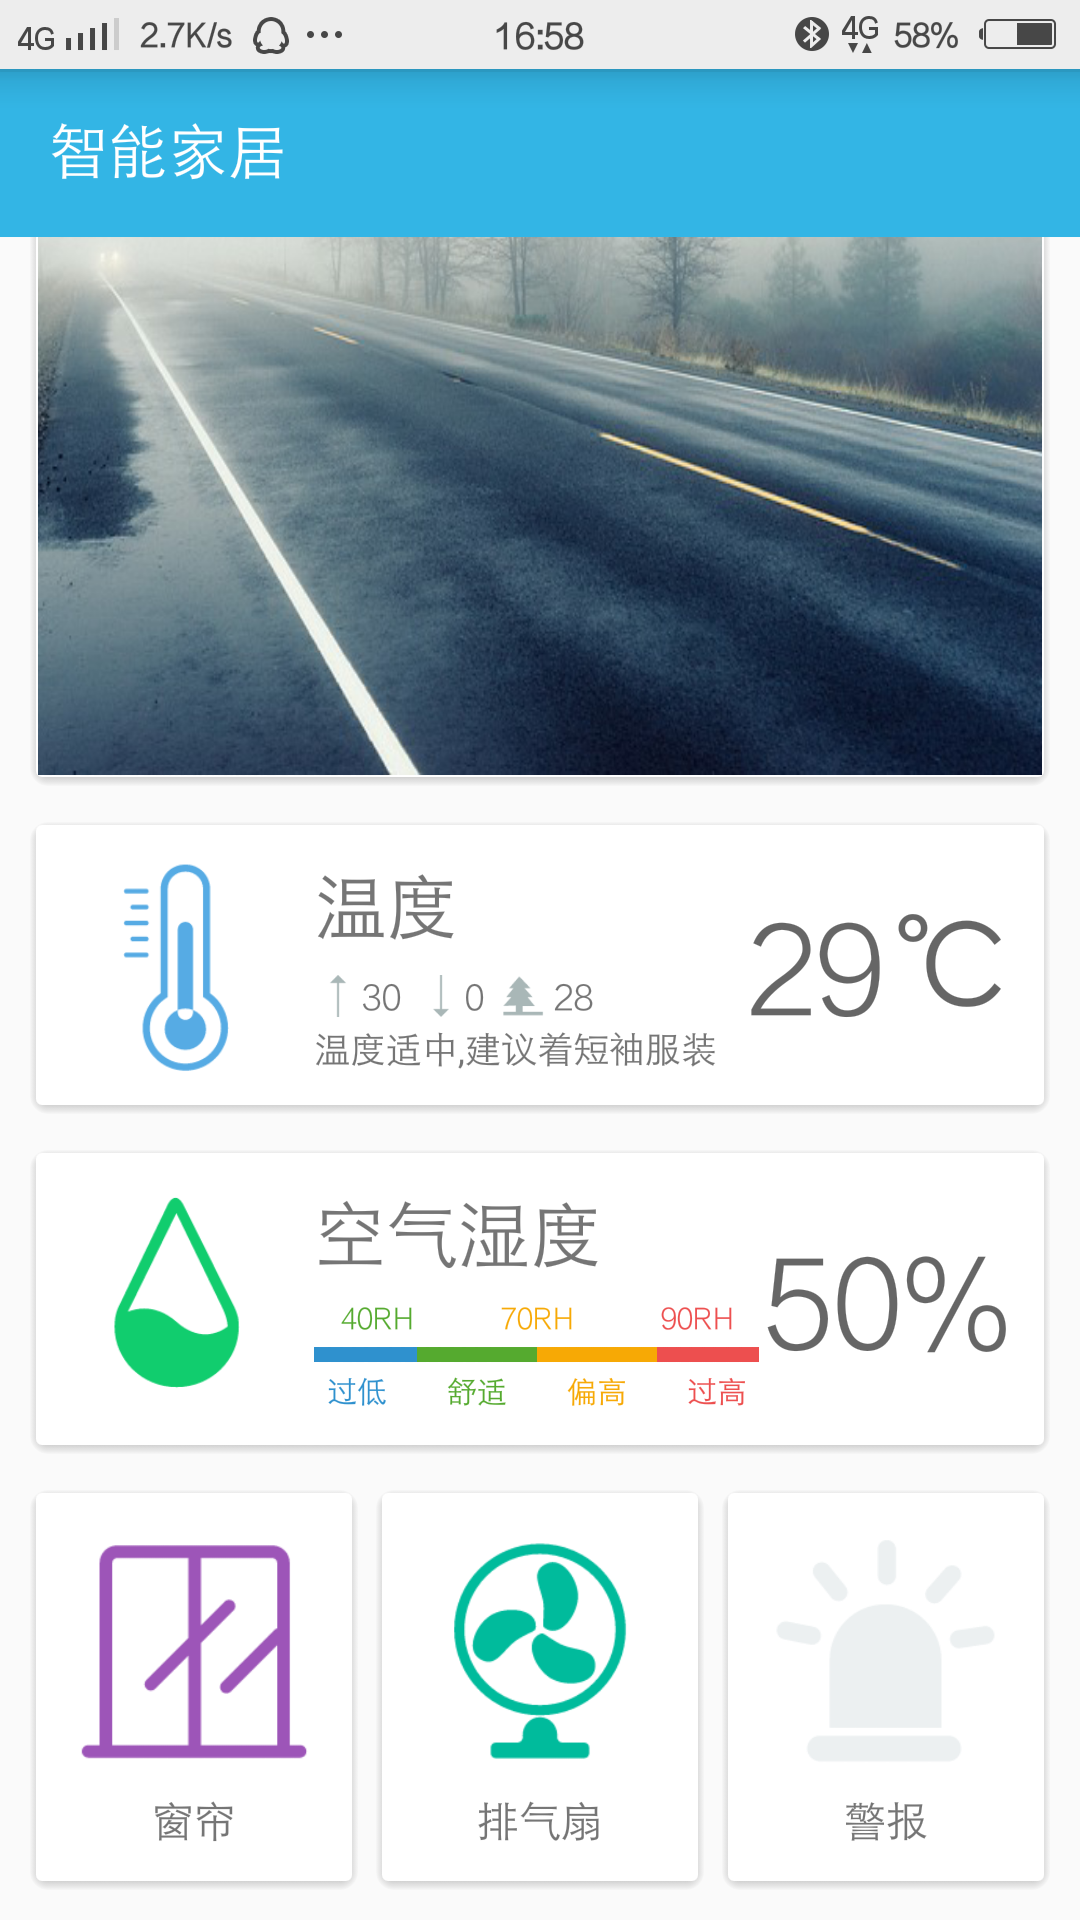 4G 2.7K/s ... 16:58 4G 58%
智能家居
温度
30 0 28
温度适中,建议着短袖服装
29℃
空气湿度
40RH 70RH 90RH
过低 舒适 偏高 过高
50%
窗帘 排气扇 警报